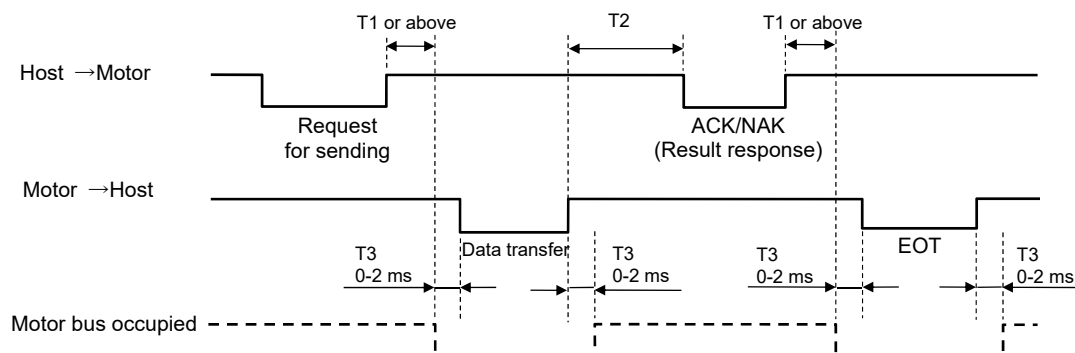 T1 or above
T2
T1 or above
Host →Motor
Request
for sending
ACK/NAK
(Result response)
Motor →Host
Data transfer
EOT
T3
0-2 ms
T3
0-2 ms
T3
0-2 ms
T3
0-2 ms
Motor bus occupied